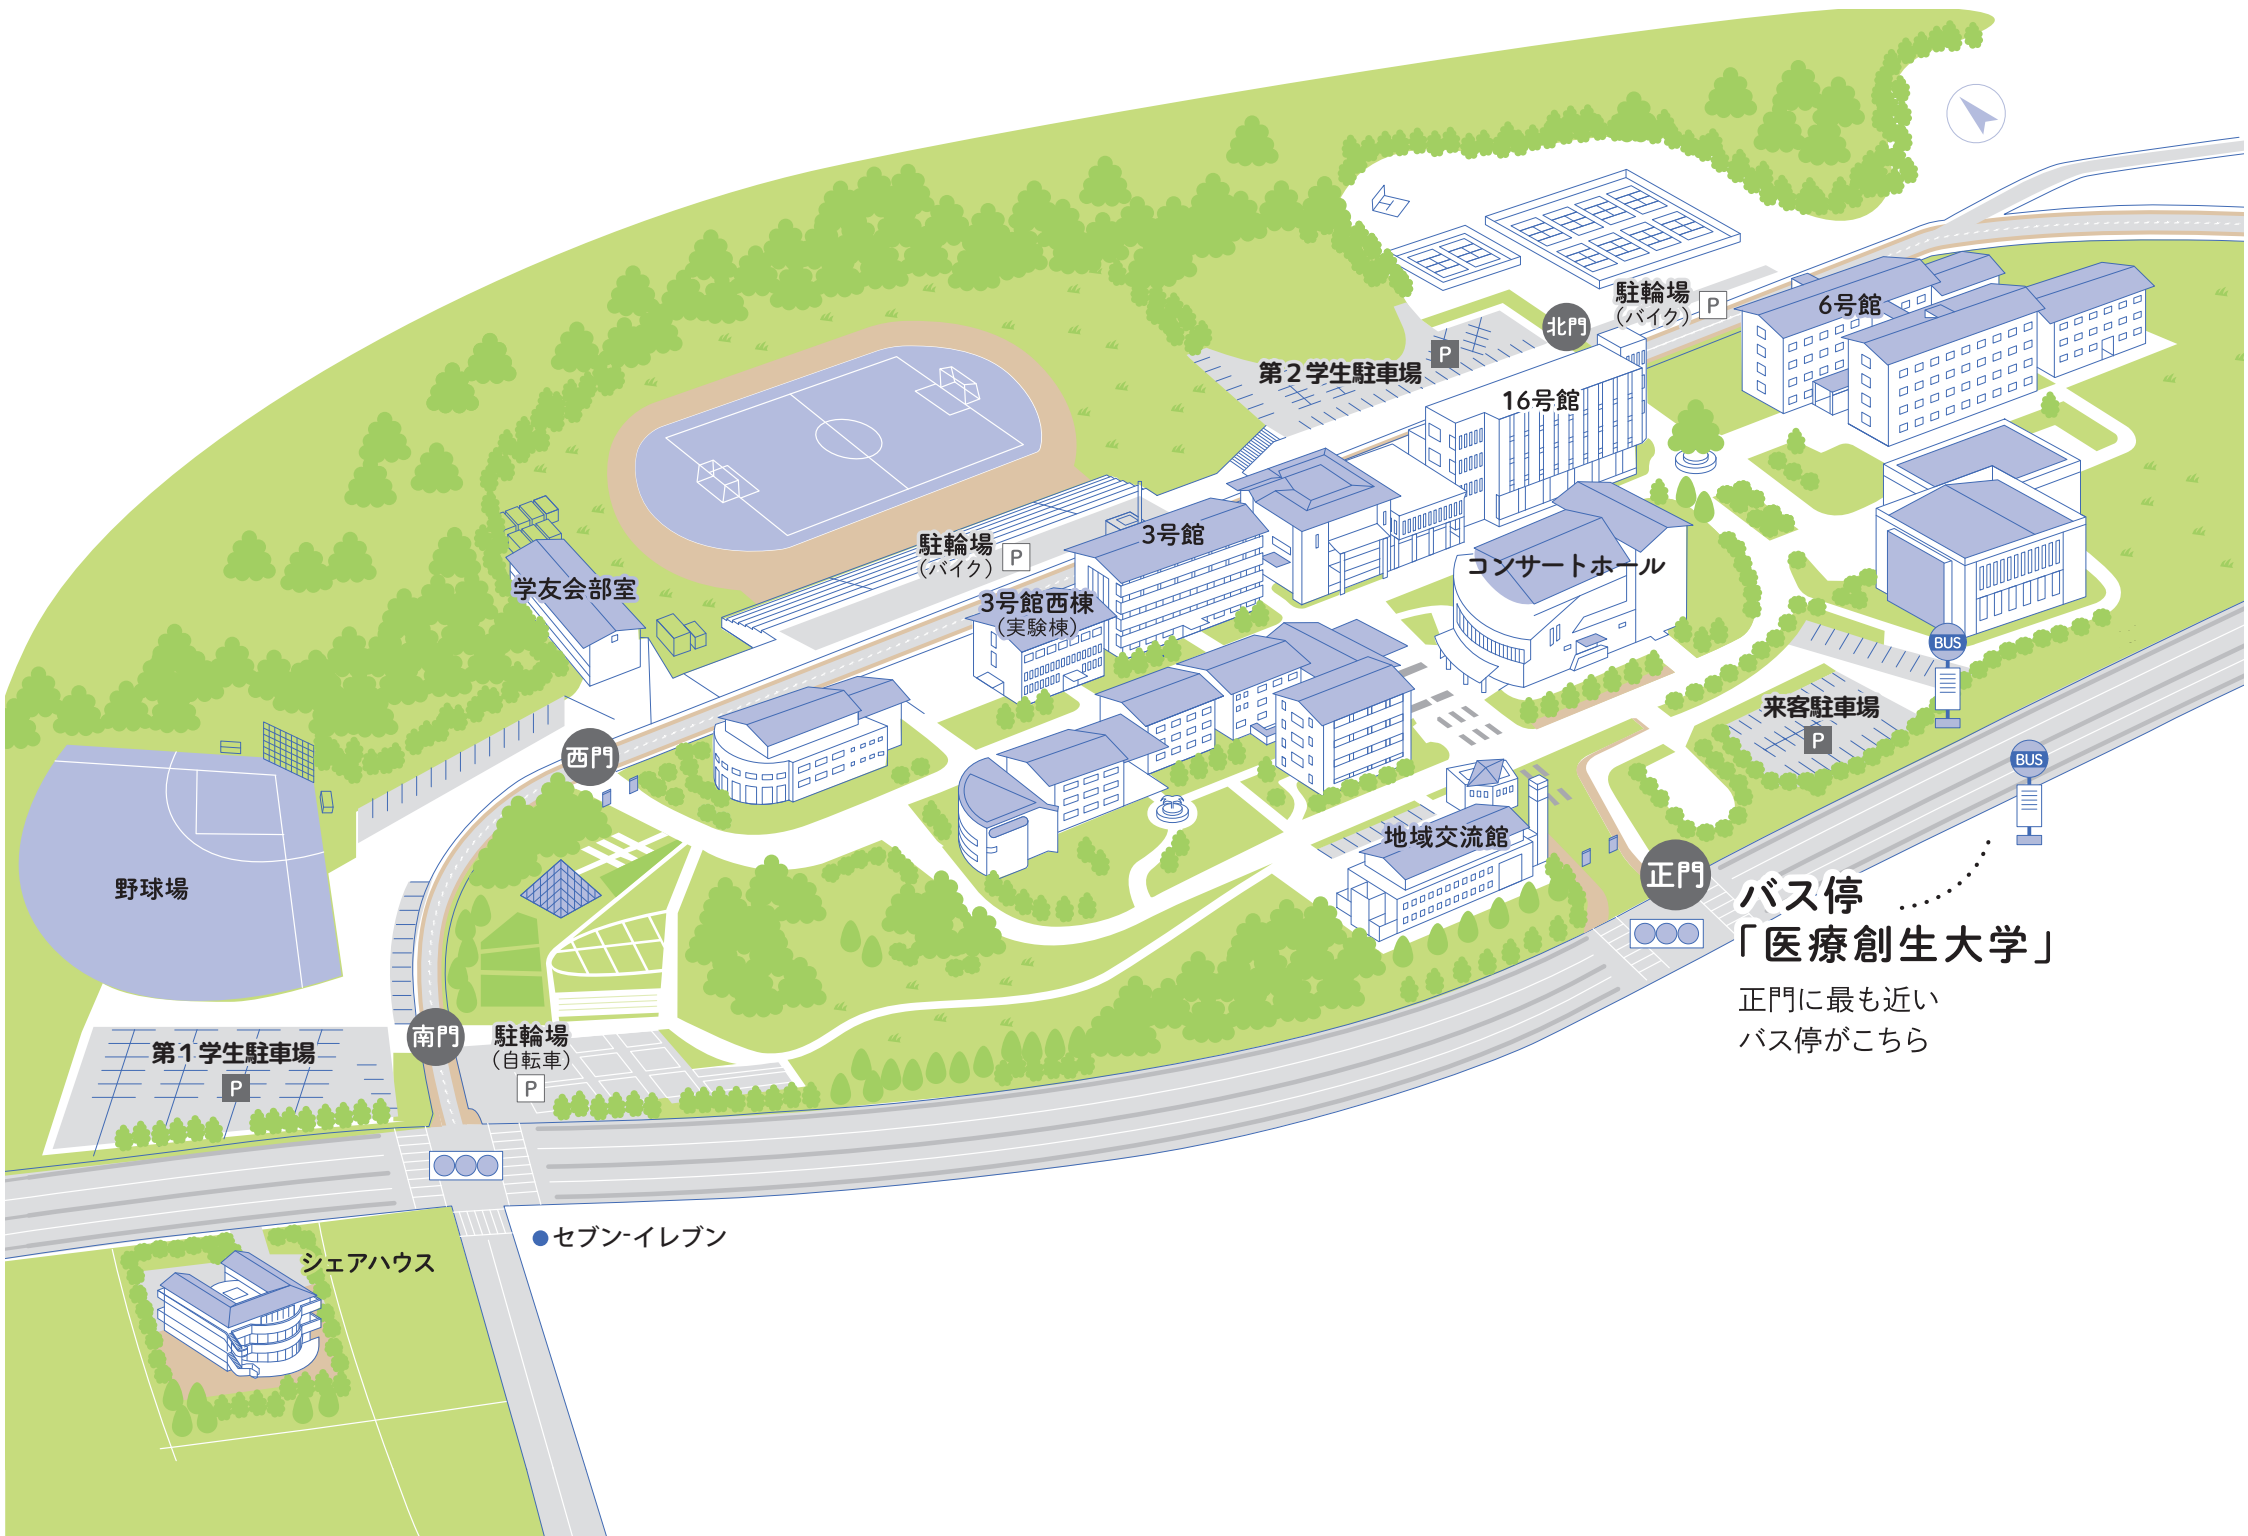 北門
駐輪場
（バイク）
P
6号館
第2学生駐車場
P
16号館
駐輪場
（バイク）
P
3号館
コンサートホール
学友会部室
3号館西棟
（実験棟）
BUS
来客駐車場
P
西門
BUS
地域交流館
正門
野球場
バス停
「医療創生大学」
正門に最も近い
バス停がこちら
南門
駐輪場
（自転車）
P
第1学生駐車場
P
セブン-イレブン
シェアハウス